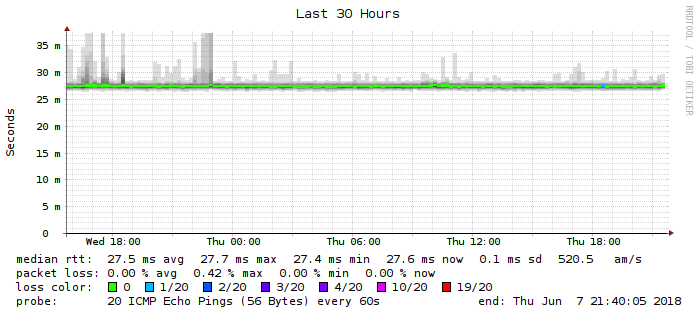 Last 30 Hours
RRDTOOL / TOBI OETIKER
Seconds
35 m
30 m
25 m
20 m
15 m
10 m
5 m
0
Wed 18:00 Thu 00:00 Thu 06:00 Thu 12:00 Thu 18:00
median rtt: 27.5 ms avg 27.7 ms max 27.4 ms min 27.6 ms now 0.1 ms sd 520.5 am/s
packet loss: 0.00 % avg 0.42 % max 0.00 % min 0.00 % now
loss color: 0 1/20 2/20 3/20 4/20 10/20 19/20
probe: 20 ICMP Echo Pings (56 Bytes) every 60s end: Thu Jun 7 21:40:05 2018